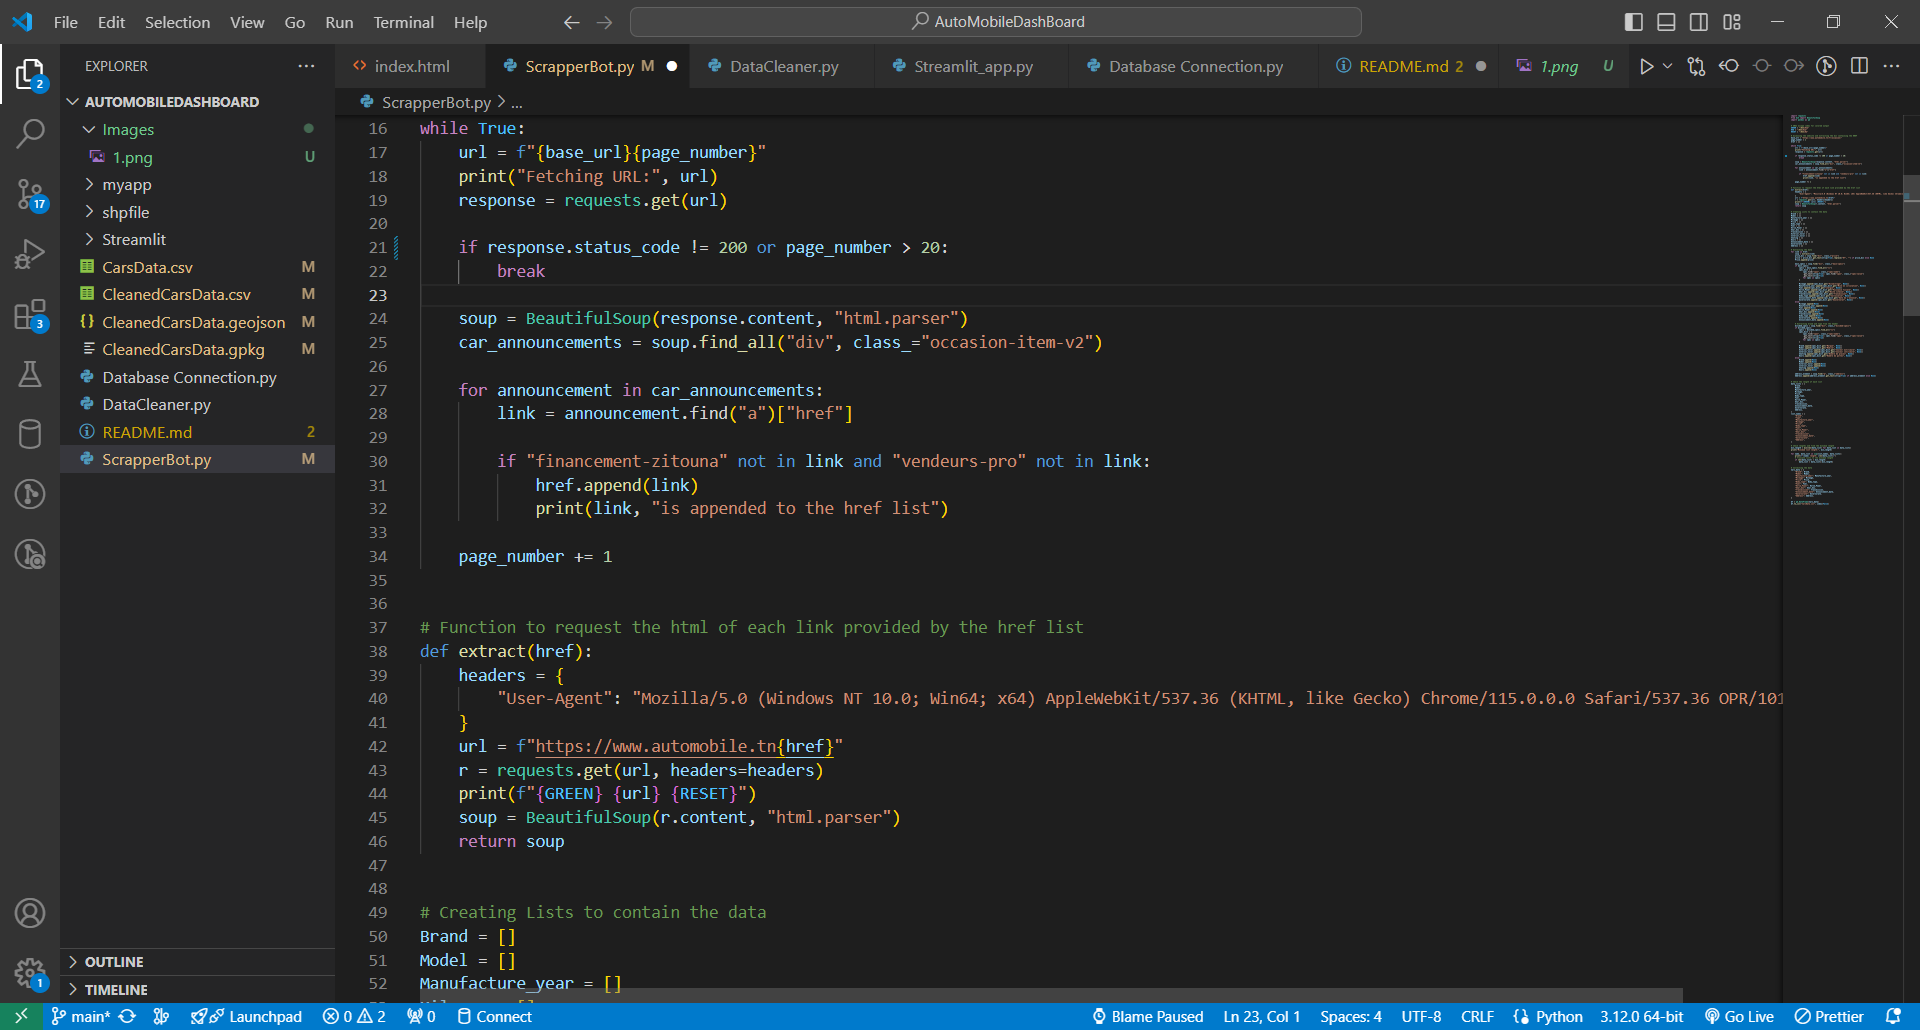 File Edit Selection View Go Run Terminal Help
AutoMobileDashBoard
EXPLORER
index.html
ScrapperBot.py M
DataCleaner.py
Streamlit_app.py
Database Connection.py
README.md 2
1.png U
AUTOMOBILEDASHBOARD
Images
1.png U
myapp
shpfile
Streamlit
CarsData.csv M
CleanedCarsData.csv M
CleanedCarsData.geojson M
CleanedCarsData.gpkg M
Database Connection.py
DataCleaner.py
README.md 2
ScrapperBot.py M
OUTLINE
TIMELINE
2
17
3
1
ScrapperBot.py > ...
16 while True:
17 url = f"{base_url}{page_number}"
18 print("Fetching URL:", url)
19 response = requests.get(url)
20
21 if response.status_code != 200 or page_number > 20:
22 break
23
24 soup = BeautifulSoup(response.content, "html.parser")
25 car_announcements = soup.find_all("div", class_="occasion-item-v2")
26
27 for announcement in car_announcements:
28 link = announcement.find("a")["href"]
29
30 if "financement-zitouna" not in link and "vendeurs-pro" not in link:
31 href.append(link)
32 print(link, "is appended to the href list")
33
34 page_number += 1
35
36
37 # Function to request the html of each link provided by the href list
38 def extract(href):
39 headers = {
40 "User-Agent": "Mozilla/5.0 (Windows NT 10.0; Win64; x64) AppleWebKit/537.36 (KHTML, like Gecko) Chrome/115.0.0.0 Safari/537.36 OPR/101
41 }
42 url = f"https://www.automobile.tn{href}"
43 r = requests.get(url, headers=headers)
44 print(f"{GREEN} {url} {RESET}")
45 soup = BeautifulSoup(r.content, "html.parser")
46 return soup
47
48
49 # Creating Lists to contain the data
50 Brand = []
51 Model = []
52 Manufacture_year = []
main* Launchpad 0 2 0 Connect
Blame Paused Ln 23, Col 1 Spaces: 4 UTF-8 CRLF Python 3.12.0 64-bit Go Live Prettier